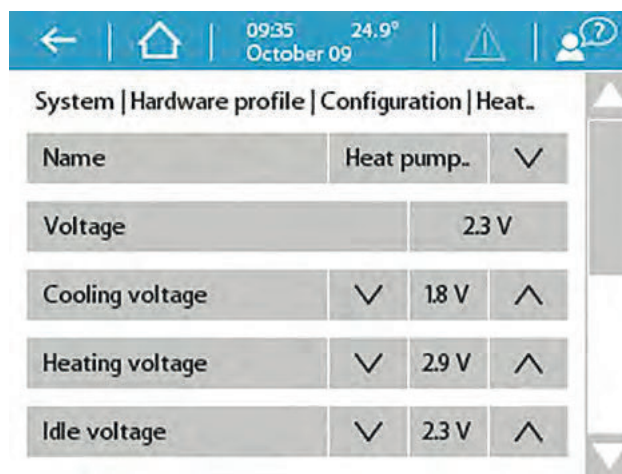 09:35 24.9°
October 09
?
System | Hardware profile | Configuration | Heat..
Name Heat pump..
Voltage 2.3 V
Cooling voltage 1.8 V
Heating voltage 2.9 V
Idle voltage 2.3 V